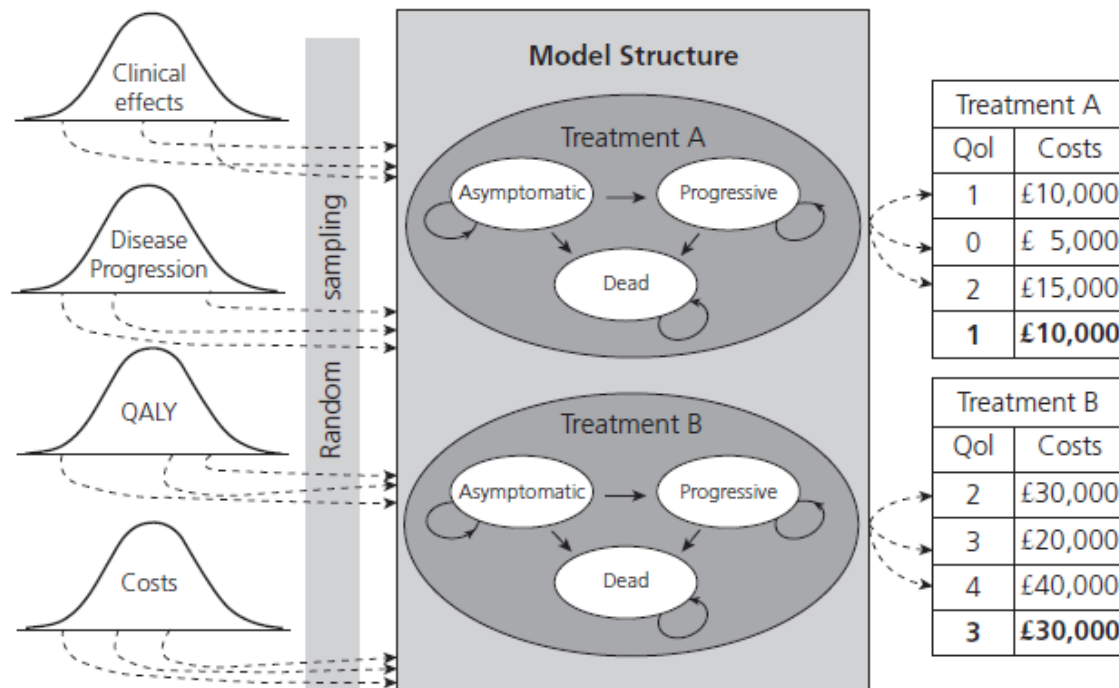 Clinical
effects
Disease
Progression
QALY
Costs
Random sampling
Model Structure
Treatment A
Asymptomatic
Progressive
Dead
Treatment B
Asymptomatic
Progressive
Dead
Treatment A
Qol Costs
1 £10,000
0 £ 5,000
2 £15,000
1 £10,000
Treatment B
Qol Costs
2 £30,000
3 £20,000
4 £40,000
3 £30,000